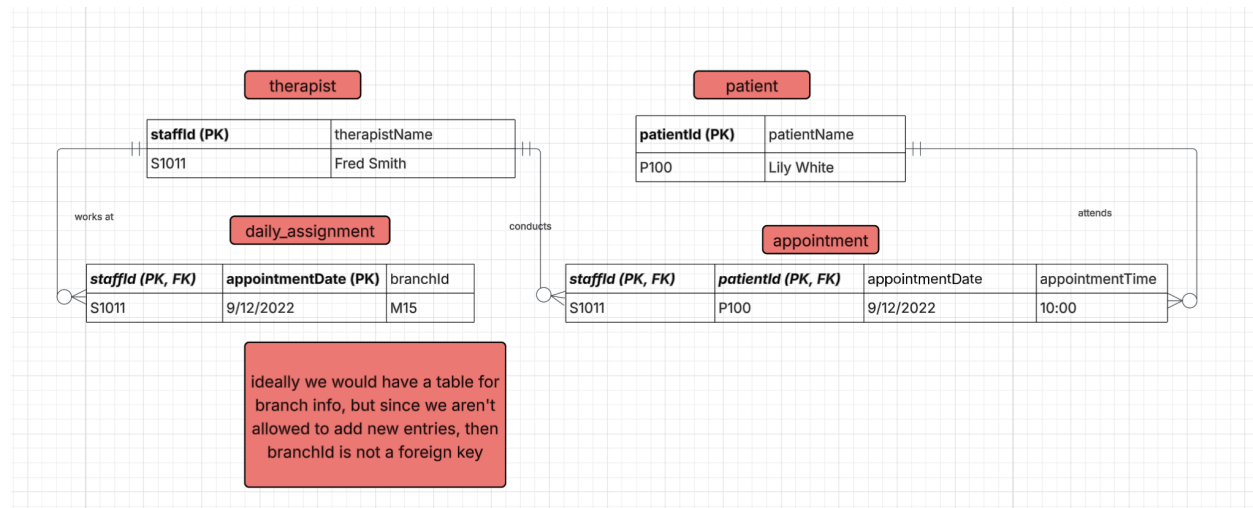 therapist
patient
staffId (PK) therapistName
S1011 Fred Smith
patientId (PK) patientName
P100 Lily White
works at
conducts
attends
daily_assignment
appointment
staffId (PK, FK) appointmentDate (PK) branchId
S1011 9/12/2022 M15
staffId (PK, FK) patientId (PK, FK) appointmentDate appointmentTime
S1011 P100 9/12/2022 10:00
ideally we would have a table for
branch info, but since we aren't
allowed to add new entries, then
branchId is not a foreign key